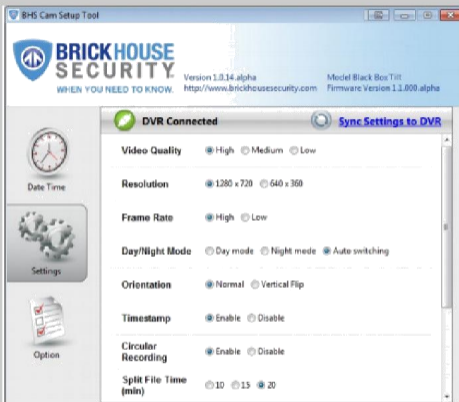 BHS Cam Setup Tool
BRICKHOUSE
SECURITY
WHEN YOU NEED TO KNOW.
Version 1.0.14.alpha
http://www.brickhousesecurity.com
Model Black Box Tilt
Firmware Version 1.1.000.alpha
DVR Connected
Sync Settings to DVR
Date Time
Settings
Option
Video Quality High Medium Low
Resolution 1280 x 720 640 x 360
Frame Rate High Low
Day/Night Mode Day mode Night mode Auto switching
Orientation Normal Vertical Flip
Timestamp Enable Disable
Circular
Recording Enable Disable
Split File Time
(min) 10 15 20